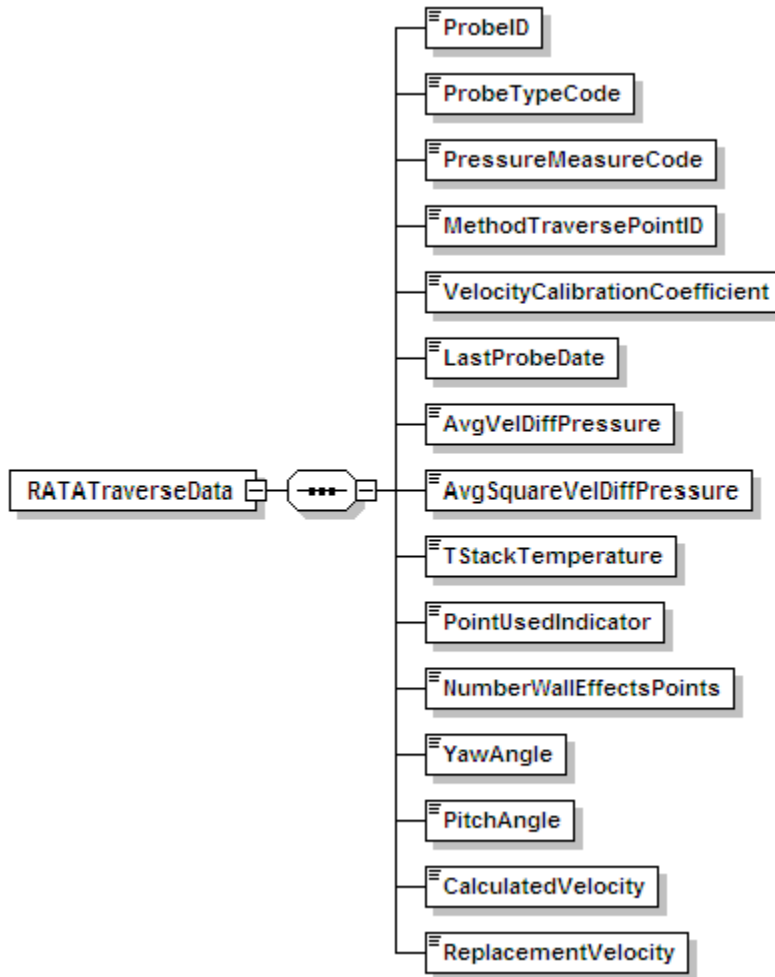 ProbeID
ProbeTypeCode
PressureMeasureCode
MethodTraversePointID
VelocityCalibrationCoefficient
LastProbeDate
AvgVelDiffPressure
RATATraverseData
AvgSquareVelDiffPressure
TStackTemperature
PointUsedIndicator
NumberWallEffectsPoints
YawAngle
PitchAngle
CalculatedVelocity
ReplacementVelocity